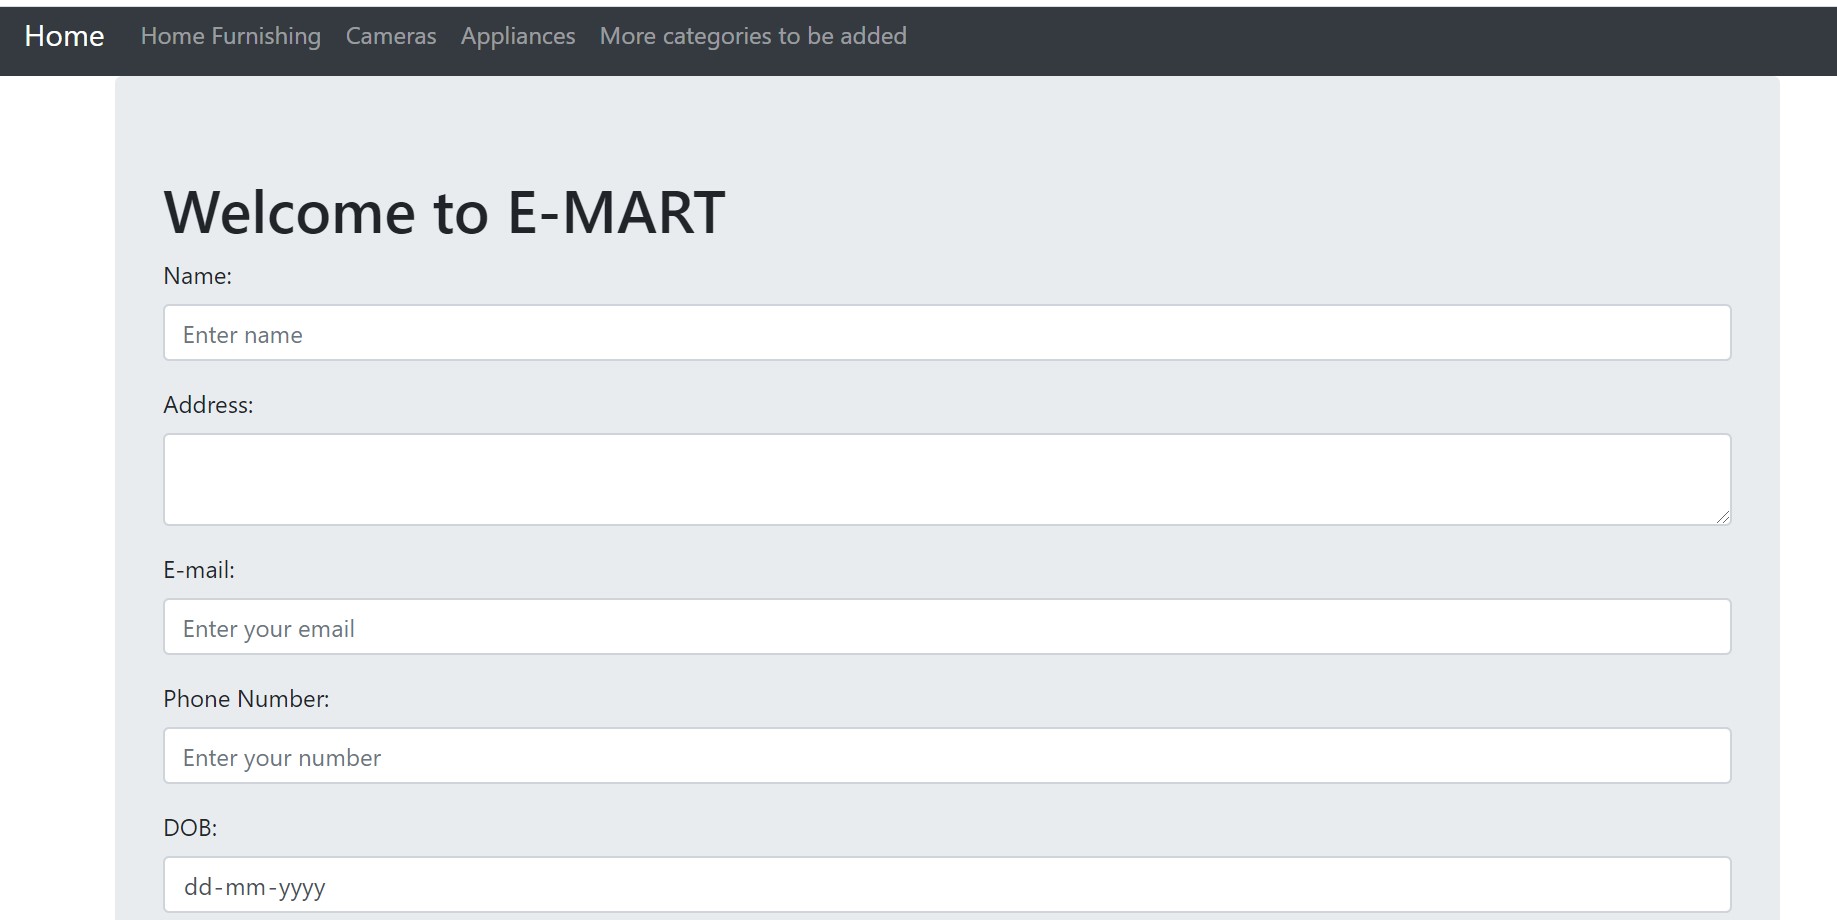 Home Home Furnishing Cameras Appliances More categories to be added
Welcome to E-MART
Name:
Enter name
Address:
E-mail:
Enter your email
Phone Number:
Enter your number
DOB:
dd-mm-yyyy